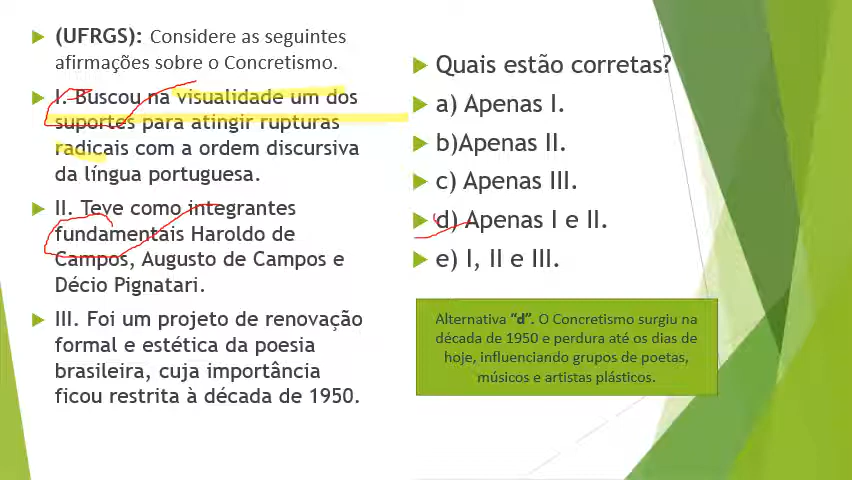 (UFRGS): Considere as seguintes
afirmações sobre o Concretismo.
I. Buscou na visualidade um dos
suportes para atingir rupturas
radicais com a ordem discursiva
da língua portuguesa.
II. Teve como integrantes
fundamentais Haroldo de
Campos, Augusto de Campos e
Décio Pignatari.
III. Foi um projeto de renovação
formal e estética da poesia
brasileira, cuja importância
ficou restrita à década de 1950.
Quais estão corretas?
a) Apenas I.
b)Apenas II.
c) Apenas III.
d) Apenas I e II.
e) I, II e III.
Alternativa “d”. O Concretismo surgiu na
década de 1950 e perdura até os dias de
hoje, influenciando grupos de poetas,
músicos e artistas plásticos.